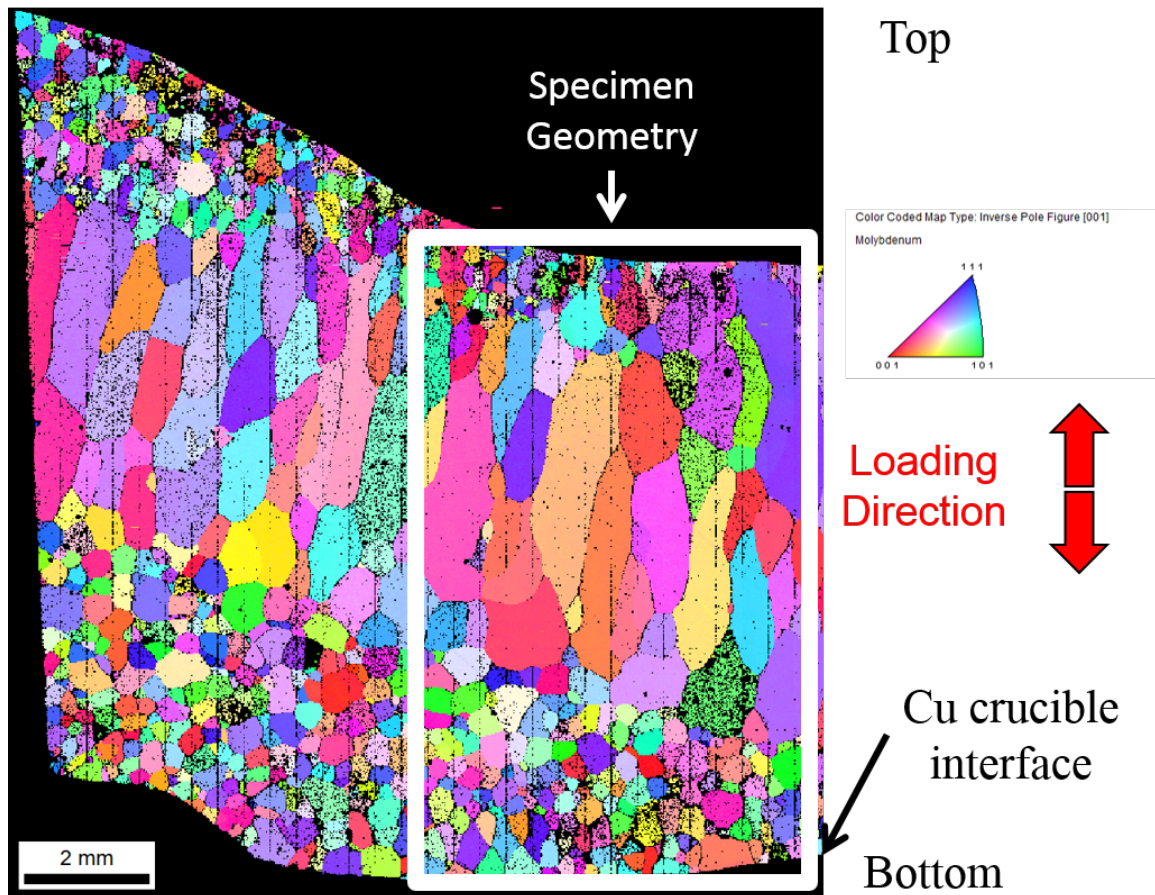 Top
Specimen
Geometry
Color Coded Map Type: Inverse Pole Figure [001]
Molybdenum
1 1 1
0 0 1
1 0 1
Loading
Direction
Cu crucible
interface
2 mm
Bottom